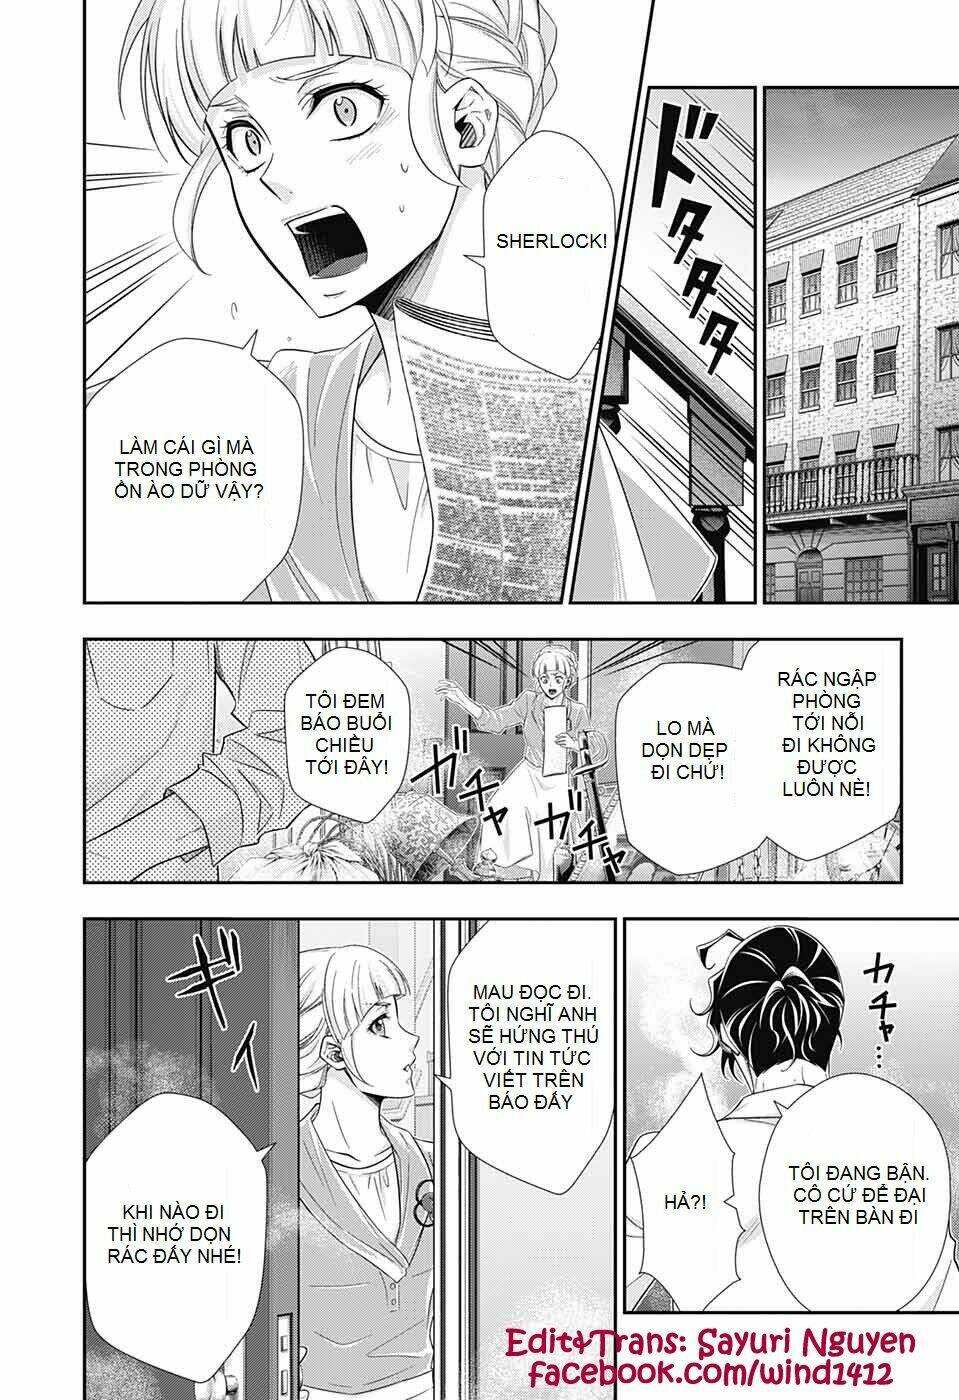 ドタタタタ
SHERLOCK!
LÀM CÁI GÌ MÀ
TRONG PHÒNG
ỒN ÀO DỮ VẬY?
RÁC NGẬP
PHÒNG
TỚI NỖI
ĐI KHÔNG
ĐƯỢC
LUÔN NÈ!
LO MÀ
DỌN DẸP
ĐI CHỨ!
ガチャ
ガチャ
TÔI ĐEM
BÁO BUỔI
CHIỀU
TỚI ĐÂY!
カチャ…
TÔI ĐANG BẬN.
CÔ CỨ ĐỂ ĐẠI
TRÊN BÀN ĐI
HẢ?!
MAU ĐỌC ĐI.
TÔI NGHĨ ANH
SẼ HỨNG THÚ
VỚI TIN TỨC
VIẾT TRÊN
BÁO ĐẤY
KHI NÀO ĐI
THÌ NHỚ DỌN
RÁC ĐẤY NHÉ!
Edit&Trans: Sayuri Nguyen
facebook.com/wind1412